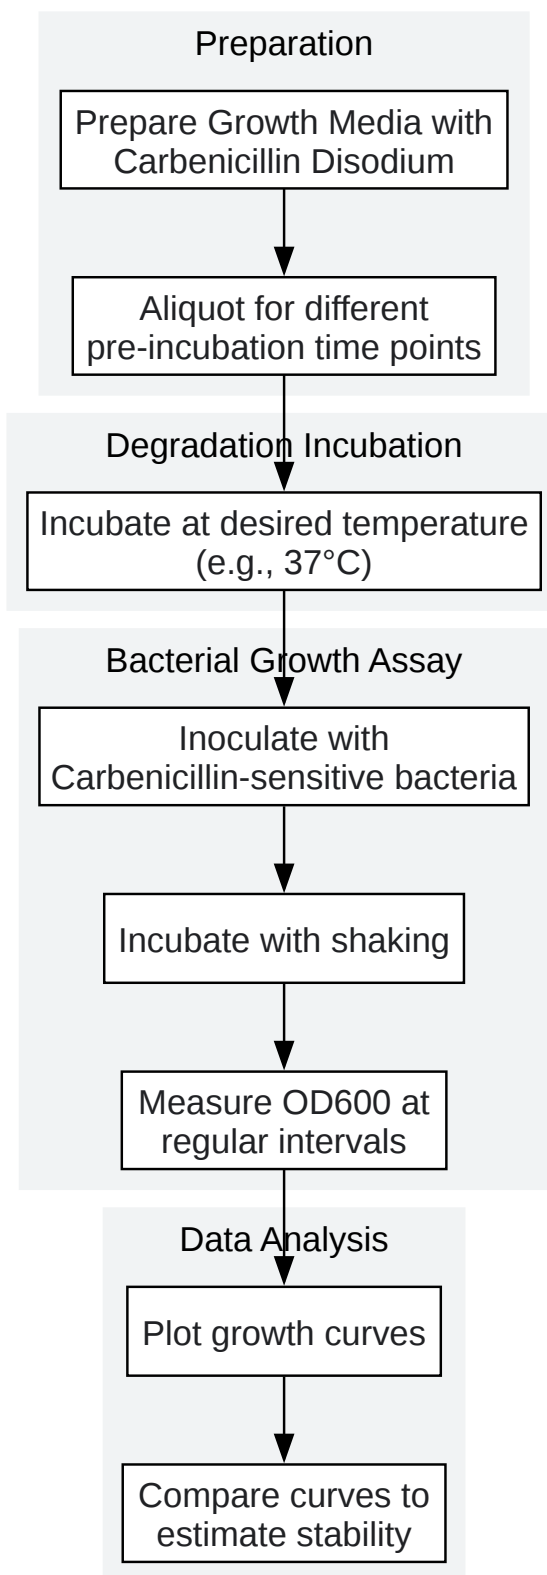 Preparation
Prepare Growth Media with
Carbenicillin Disodium
Aliquot for different
pre-incubation time points
Degradation Incubation
Incubate at desired temperature
(e.g., 37°C)
Bacterial Growth Assay
Inoculate with
Carbenicillin-sensitive bacteria
Incubate with shaking
Measure OD600 at
regular intervals
Data Analysis
Plot growth curves
Compare curves to
estimate stability